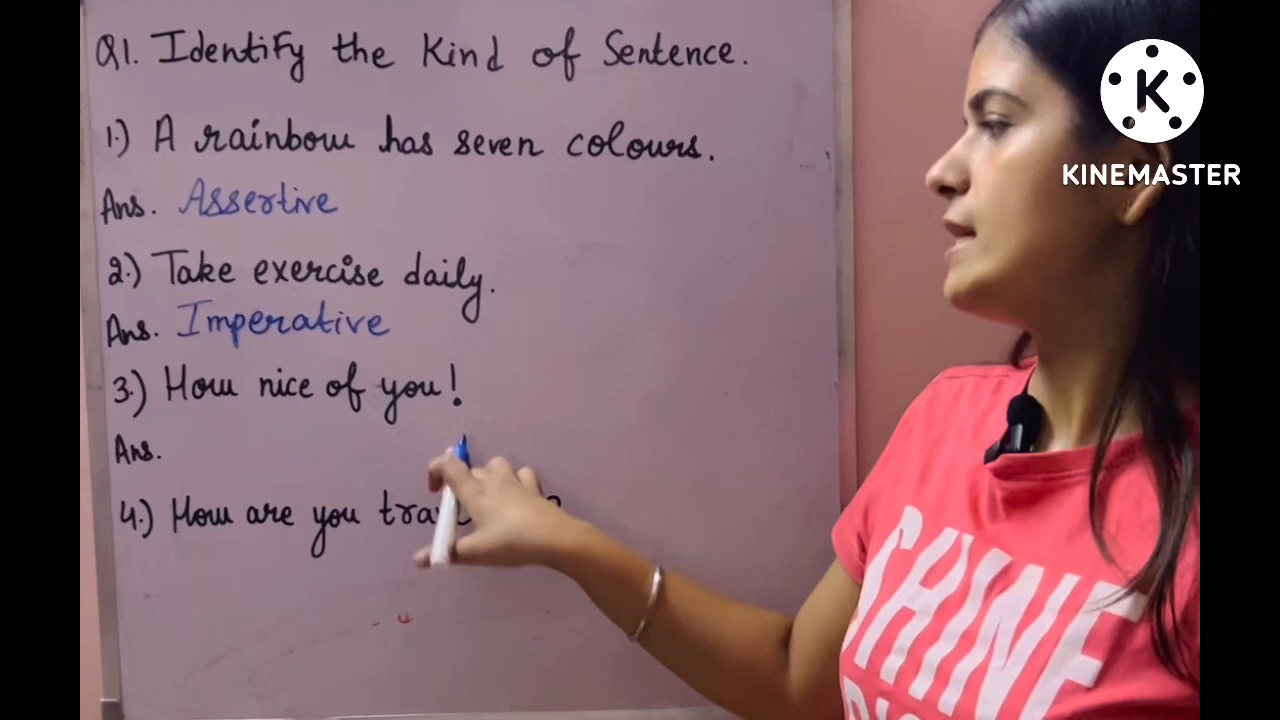 Q1. Identify the Kind of Sentence.
1.) A rainbow has seven colours.
Ans. Assertive
2.) Take exercise daily.
Ans. Imperative
3.) How nice of you!
Ans.
4.) How are you
K
KINEMASTER
SHINE